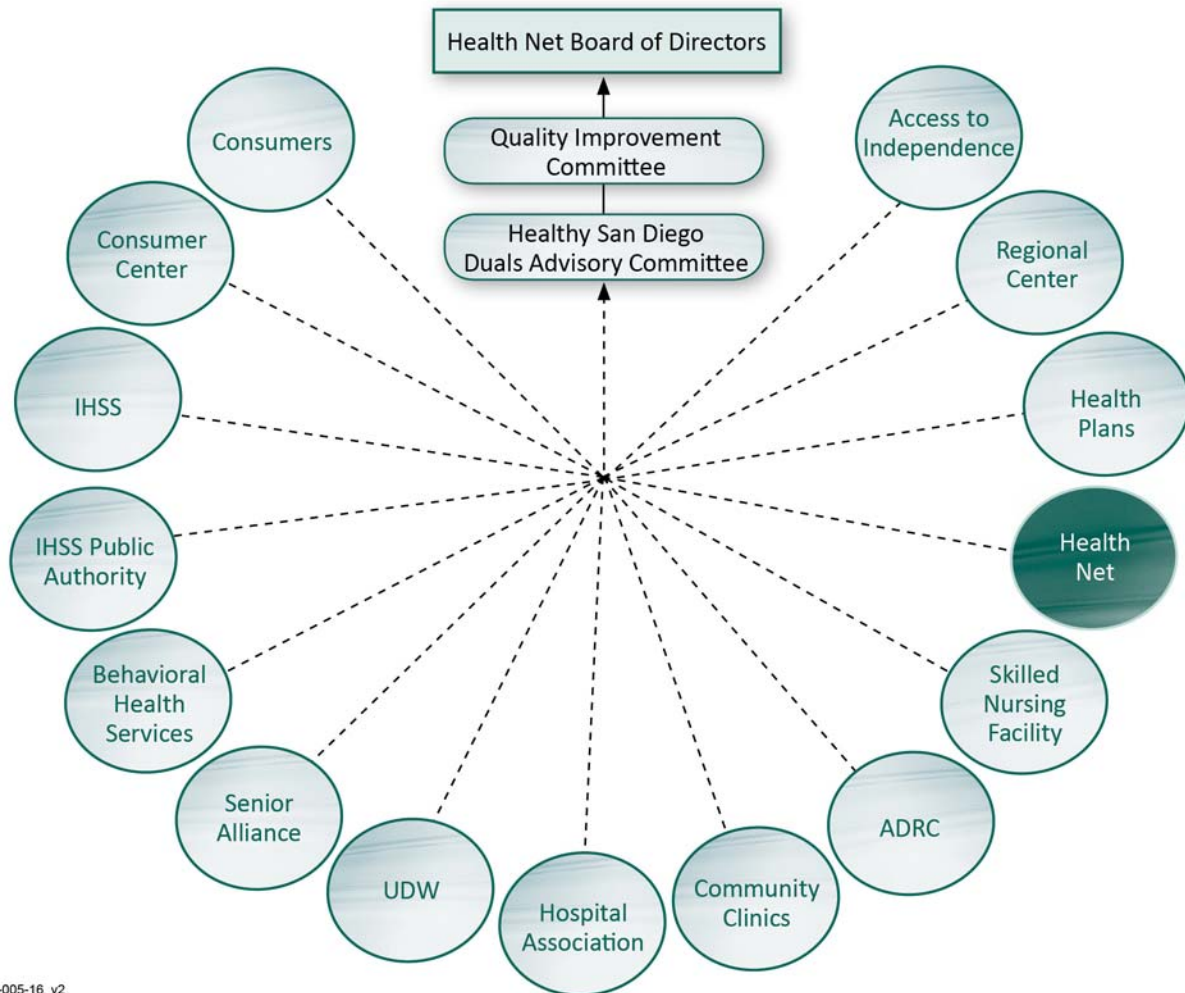 Health Net Board of Directors
Quality Improvement
Committee
Healthy San Diego
Duals Advisory Committee
Consumers
Consumer
Center
IHSS
IHSS Public
Authority
Behavioral
Health
Services
Senior
Alliance
UDW
Hospital
Association
Community
Clinics
ADRC
Skilled
Nursing
Facility
Health
Net
Health
Plans
Regional
Center
Access to
Independence
-005-16_v2